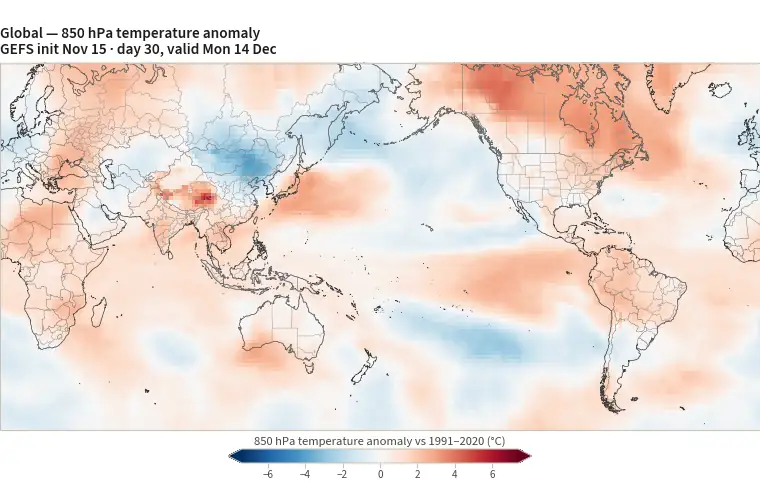 Global — 850 hPa temperature anomaly
GEFS init Nov 15 · day 30, valid Mon 14 Dec
850 hPa temperature anomaly vs 1991–2020 (°C)
−6 −4 −2 0 2 4 6